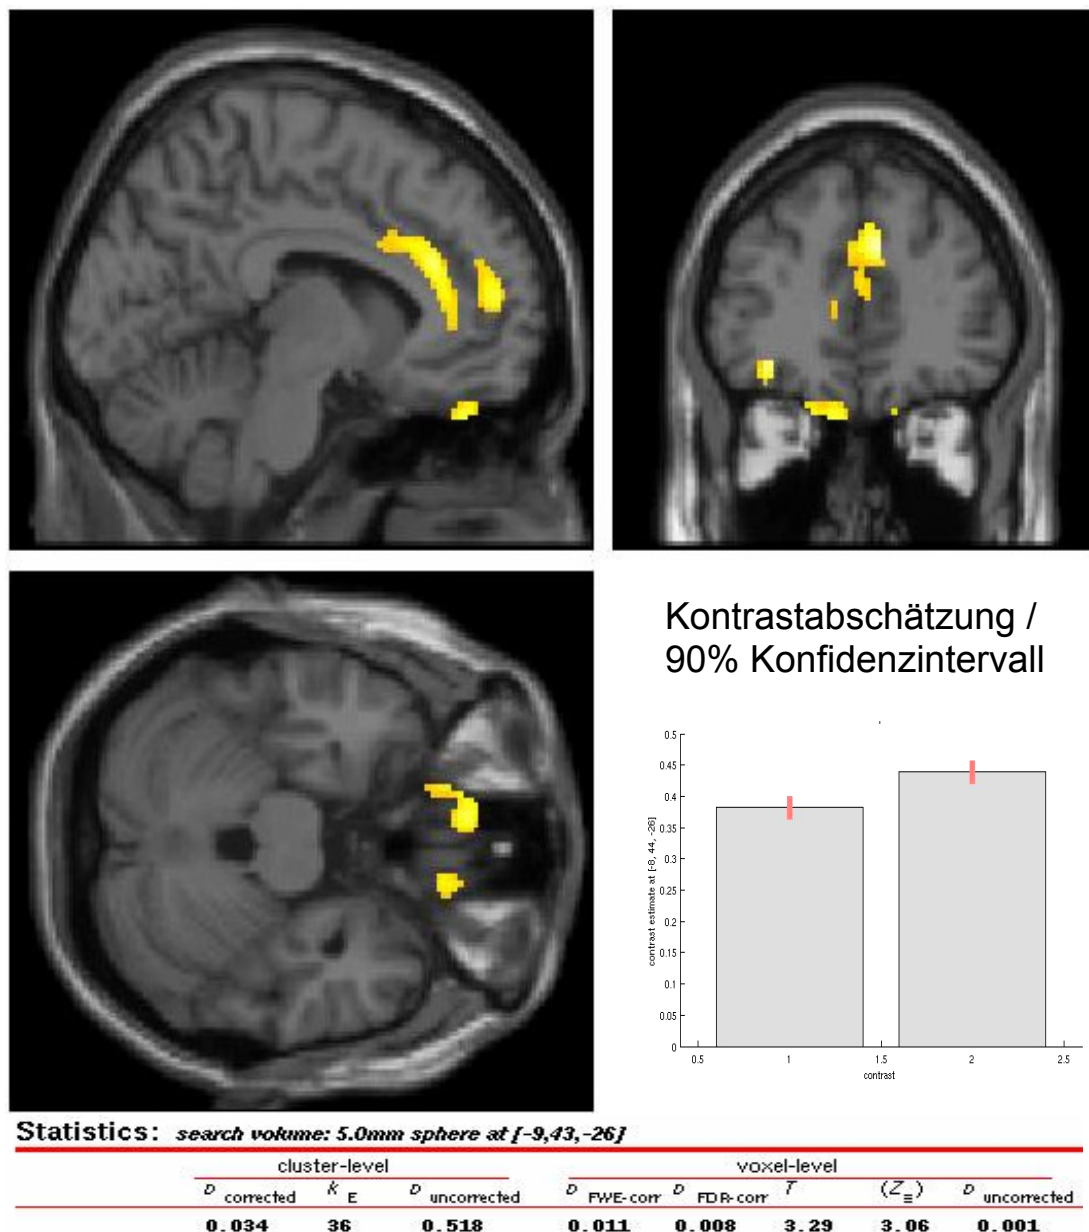 Kontrastabschätzung /
90% Konfidenzintervall
0.5
0.45
0.4
0.35
0.3
0.25
0.2
0.15
0.1
0.05
0
contrast estimate at [-8, 44, -26]
0.5 1 1.5 2 2.5
contrast
Statistics: search volume: 5.0mm sphere at [-9,43,-26]
cluster-level voxel-level
p corrected k E p uncorrected p FWE-corr p FDR-corr T (Z≡) p uncorrected
0.034 36 0.518 0.011 0.008 3.29 3.06 0.001